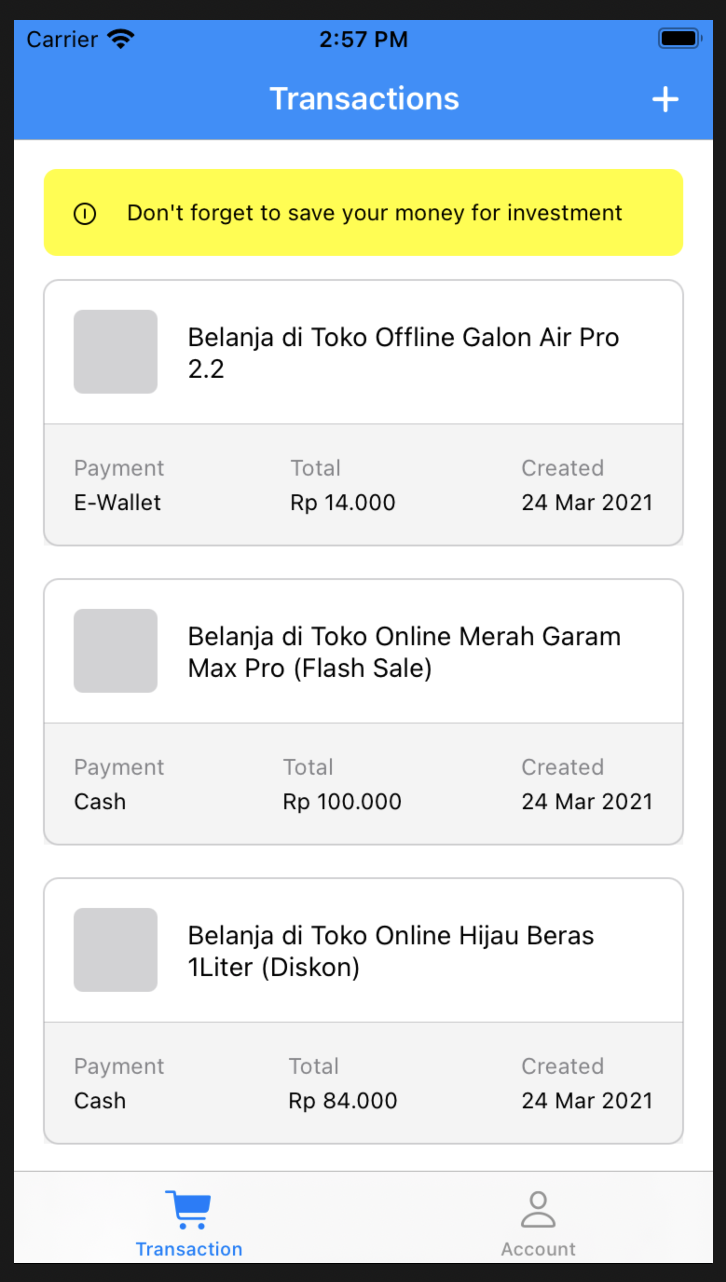 Carrier 2:57 PM
Transactions +
Don't forget to save your money for investment
Belanja di Toko Offline Galon Air Pro
2.2
Payment Total Created
E-Wallet Rp 14.000 24 Mar 2021
Belanja di Toko Online Merah Garam
Max Pro (Flash Sale)
Payment Total Created
Cash Rp 100.000 24 Mar 2021
Belanja di Toko Online Hijau Beras
1Liter (Diskon)
Payment Total Created
Cash Rp 84.000 24 Mar 2021
Transaction Account